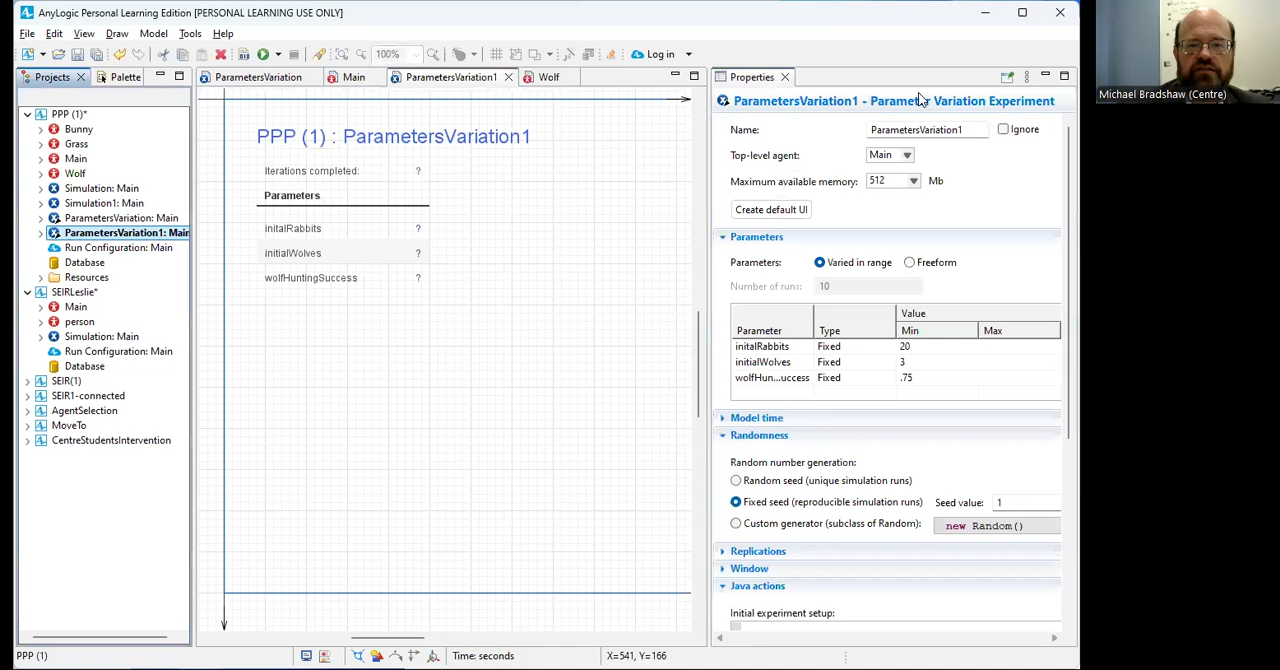 AnyLogic Personal Learning Edition [PERSONAL LEARNING USE ONLY]
File Edit View Draw Model Tools Help
100% Log in
Projects Palette
PPP (1)*
Bunny
Grass
Main
Wolf
Simulation: Main
Simulation1: Main
ParametersVariation: Main
ParametersVariation1: Main
Run Configuration: Main
Database
Resources
SEIRLeslie*
Main
person
Simulation: Main
Run Configuration: Main
Database
SEIR(1)
SEIR1-connected
AgentSelection
MoveTo
CentreStudentsIntervention
ParametersVariation Main ParametersVariation1 Wolf
PPP (1) : ParametersVariation1
Iterations completed: ?
Parameters
initalRabbits ?
initialWolves ?
wolfHuntingSuccess ?
Properties
ParametersVariation1 - Parameter Variation Experiment
Name: ParametersVariation1 Ignore
Top-level agent: Main
Maximum available memory: 512 Mb
Create default UI
Parameters
Parameters: Varied in range Freeform
Number of runs: 10
Value
Parameter Type Min Max
initalRabbits Fixed 20
initialWolves Fixed 3
wolfHun...uccess Fixed .75
Model time
Randomness
Random number generation:
Random seed (unique simulation runs)
Fixed seed (reproducible simulation runs) Seed value: 1
Custom generator (subclass of Random): new Random()
Replications
Window
Java actions
Initial experiment setup:
PPP (1) Time: seconds X=541, Y=166
Michael Bradshaw (Centre)